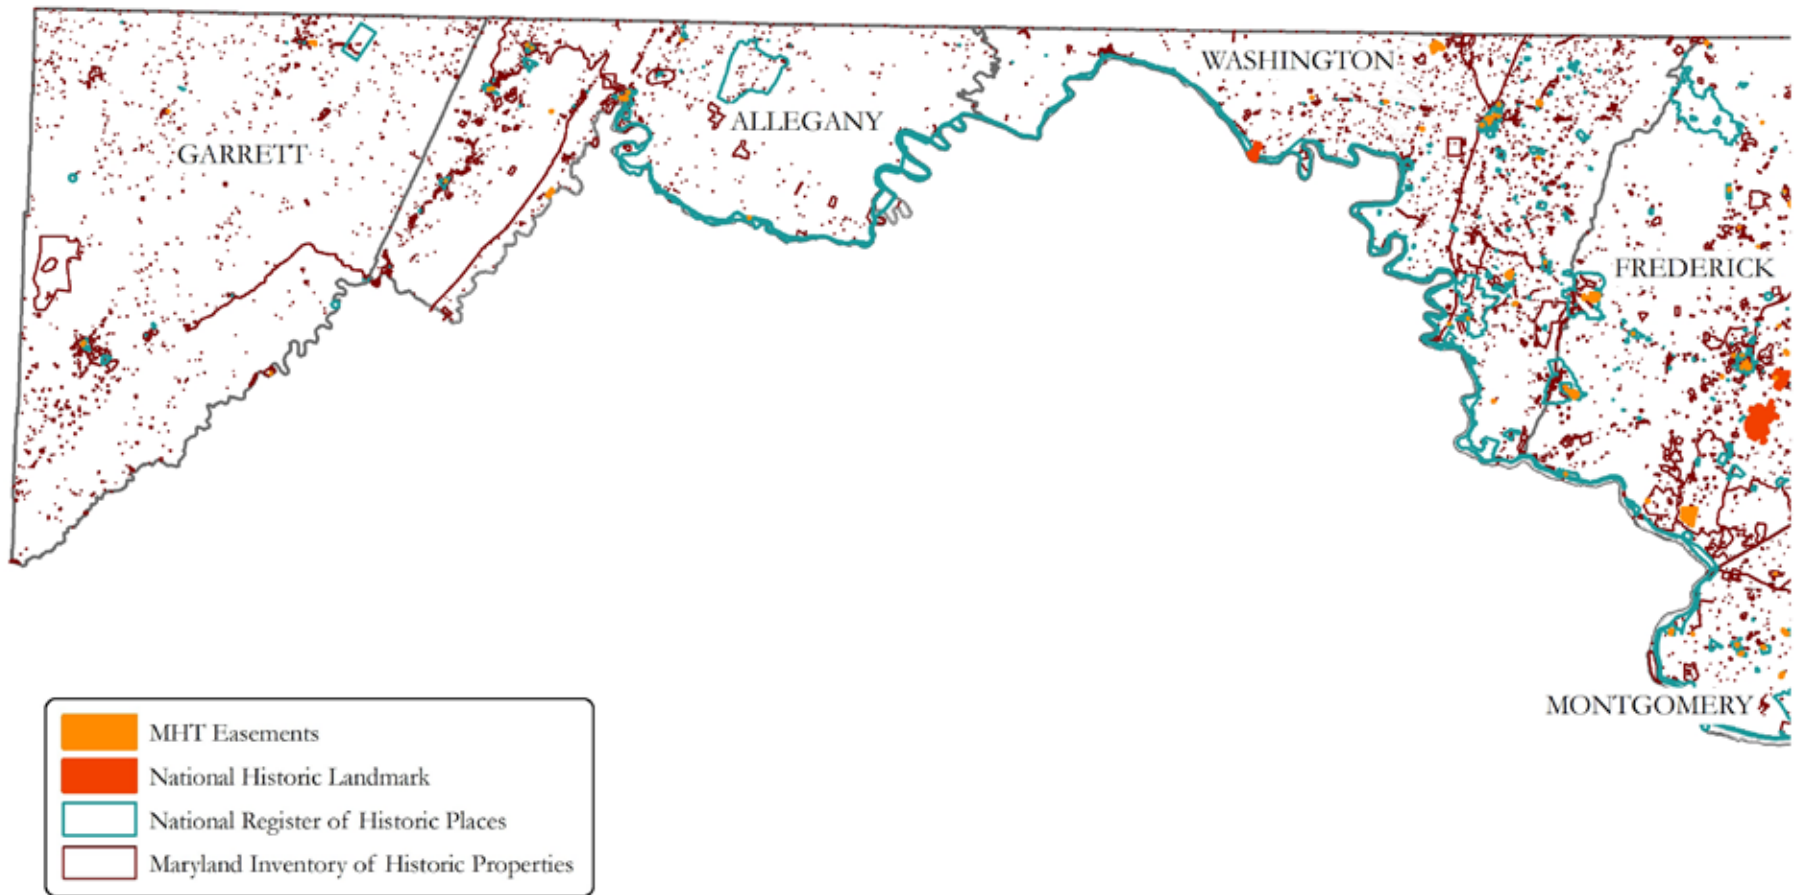 WASHINGTON
ALLEGANY
GARRETT
FREDERICK
MONTGOMERY
MHT Easements
National Historic Landmark
National Register of Historic Places
Maryland Inventory of Historic Properties